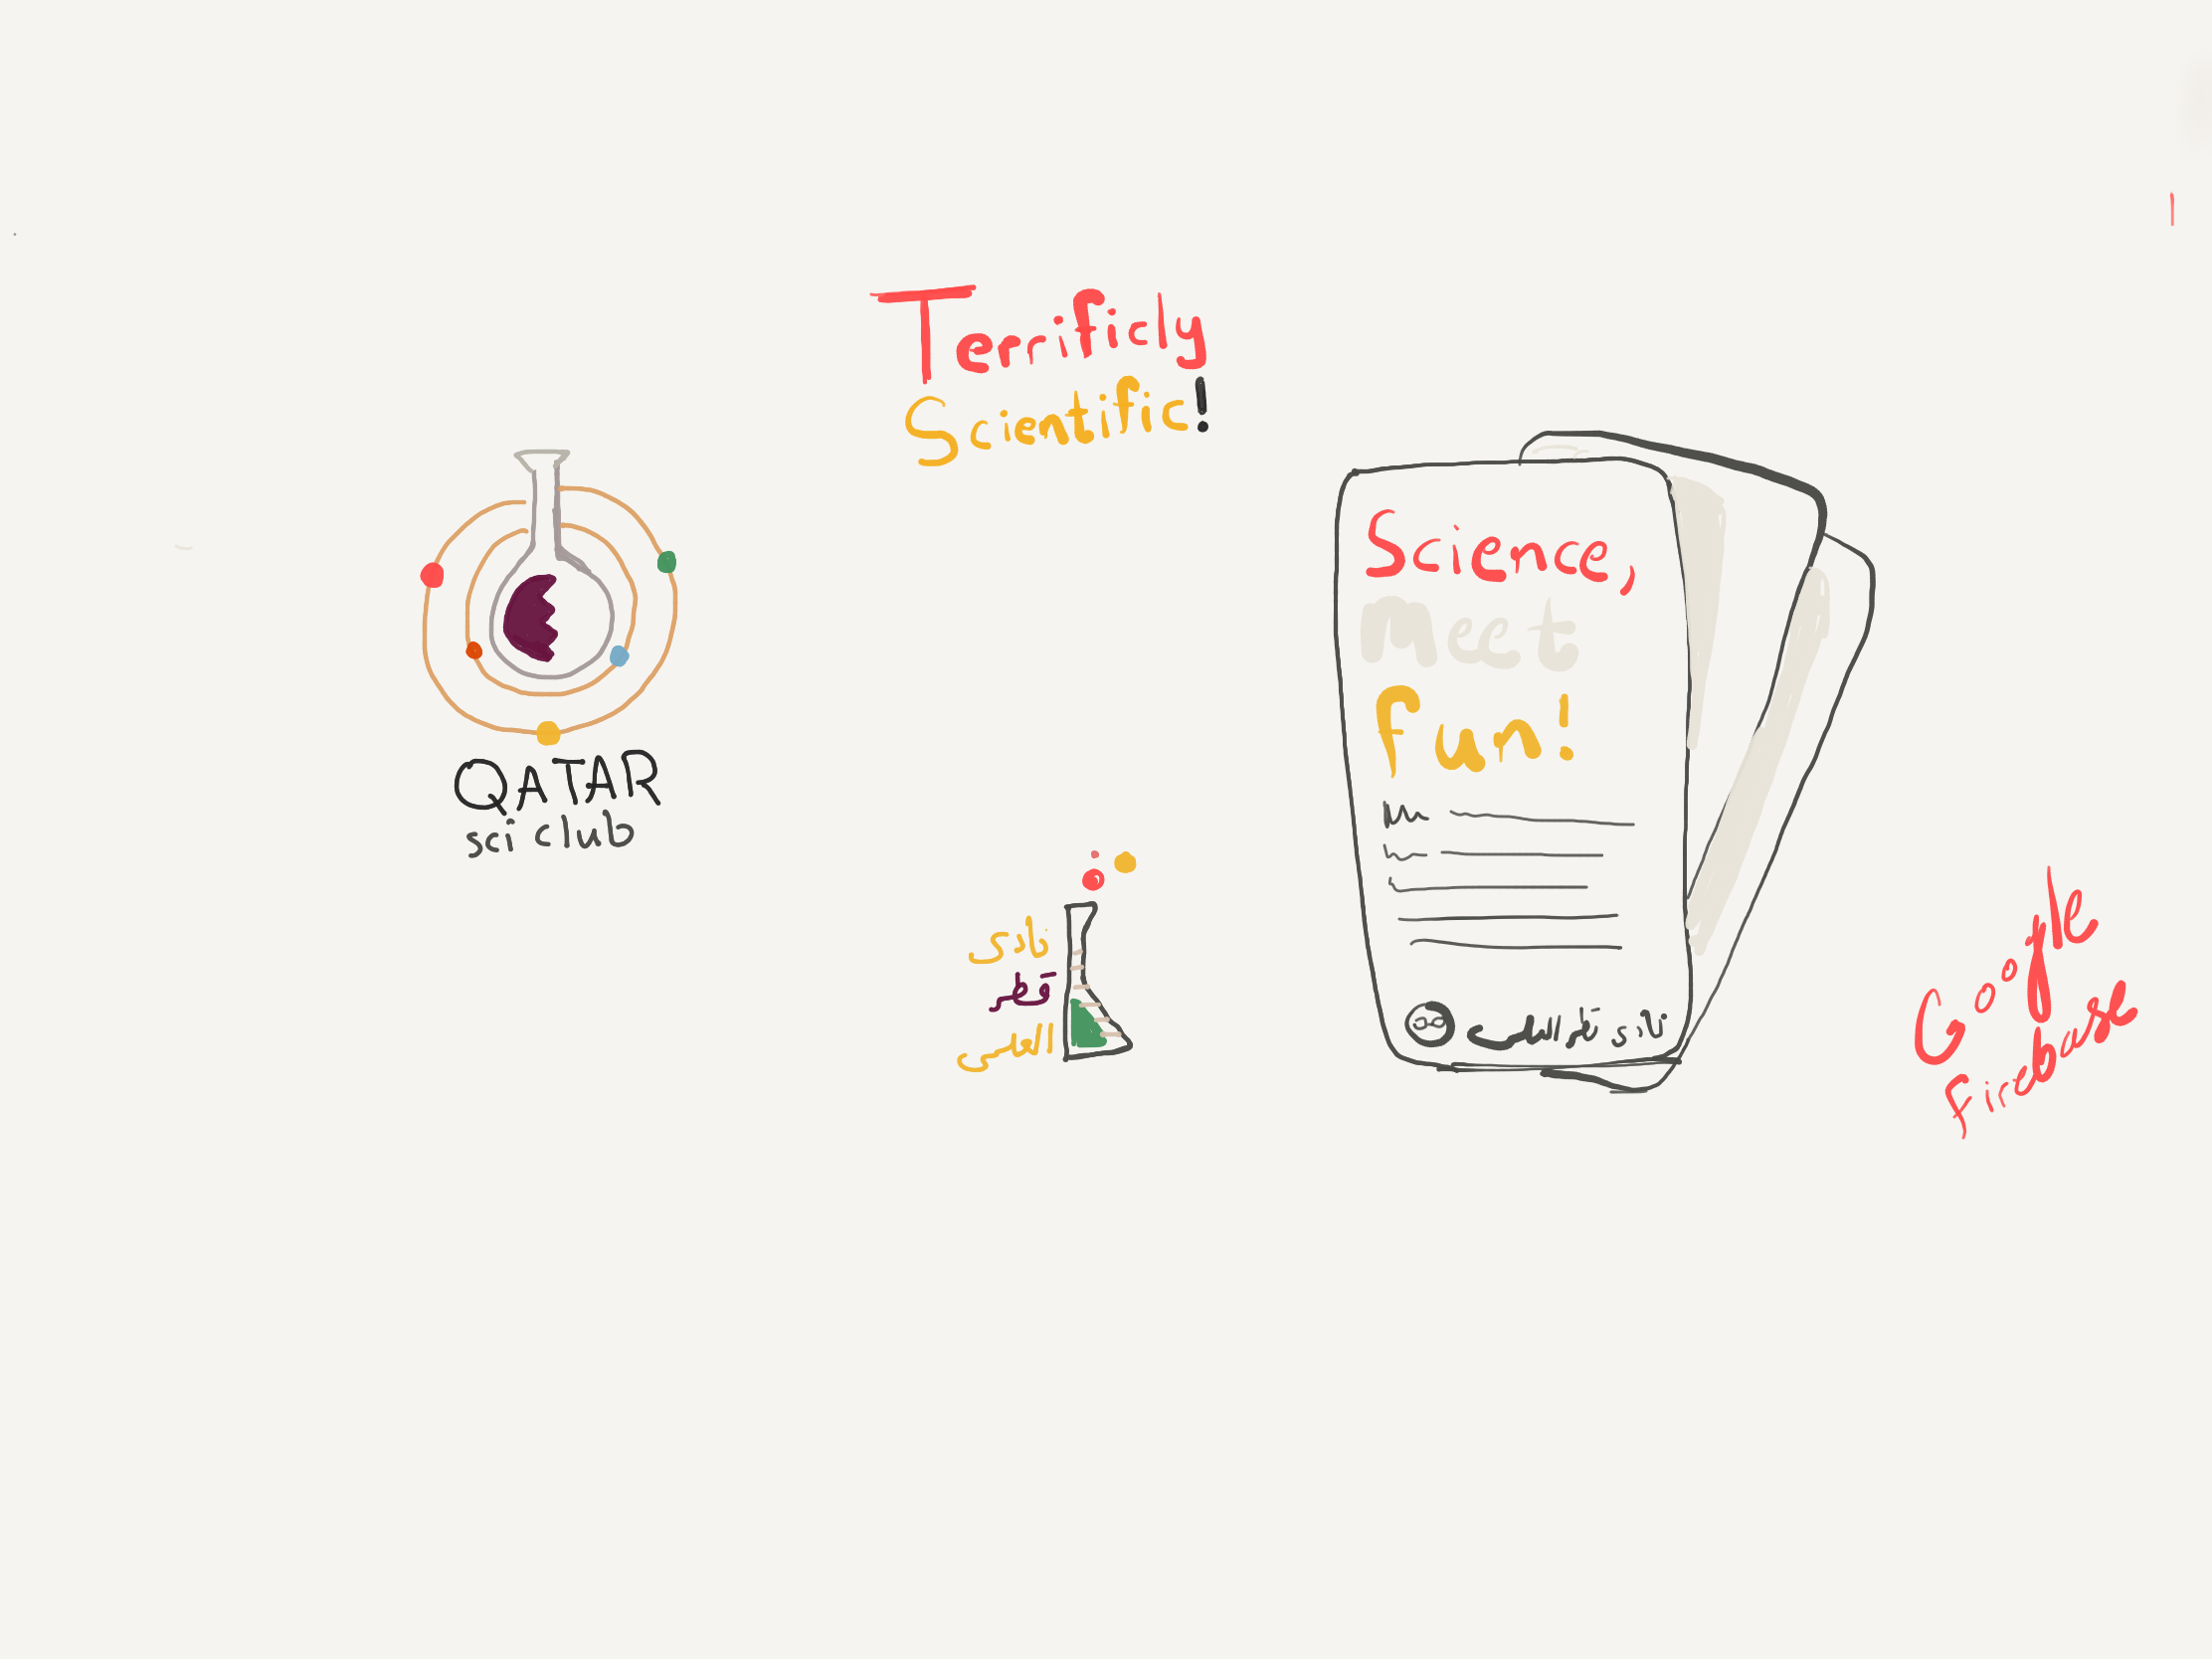 Terrificly
Scientific!
QATAR
sci club
نادي
قطر
العلمي
Science,
Meet
fun!
نادي قطر العلمي
Google
Firebase